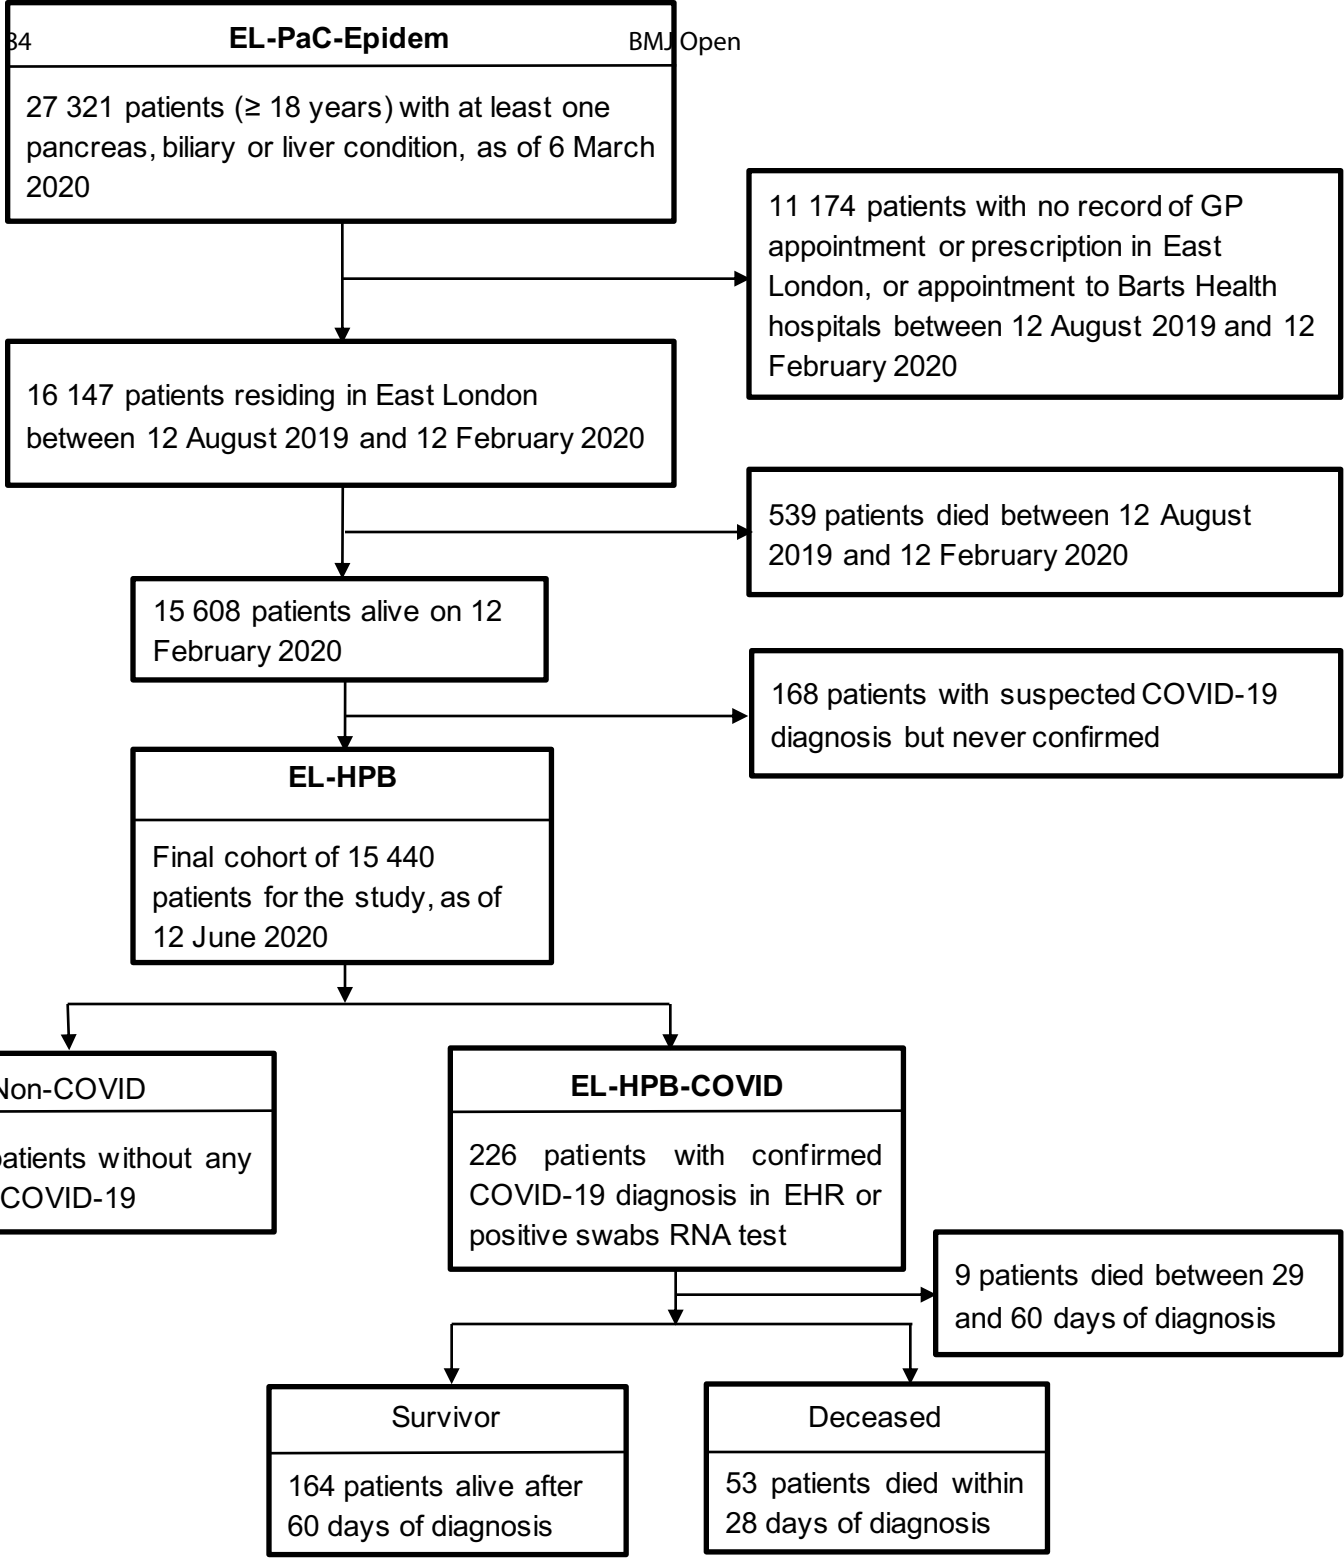 34
BMJ Open
EL-PaC-Epidem
27 321 patients (≥ 18 years) with at least one
pancreas, biliary or liver condition, as of 6 March
2020
11 174 patients with no record of GP
appointment or prescription in East
London, or appointment to Barts Health
hospitals between 12 August 2019 and 12
February 2020
16 147 patients residing in East London
between 12 August 2019 and 12 February 2020
539 patients died between 12 August
2019 and 12 February 2020
15 608 patients alive on 12
February 2020
168 patients with suspected COVID-19
diagnosis but never confirmed
EL-HPB
Final cohort of 15 440
patients for the study, as of
12 June 2020
Non-COVID
patients without any
COVID-19
EL-HPB-COVID
226 patients with confirmed
COVID-19 diagnosis in EHR or
positive swabs RNA test
9 patients died between 29
and 60 days of diagnosis
Survivor
164 patients alive after
60 days of diagnosis
Deceased
53 patients died within
28 days of diagnosis